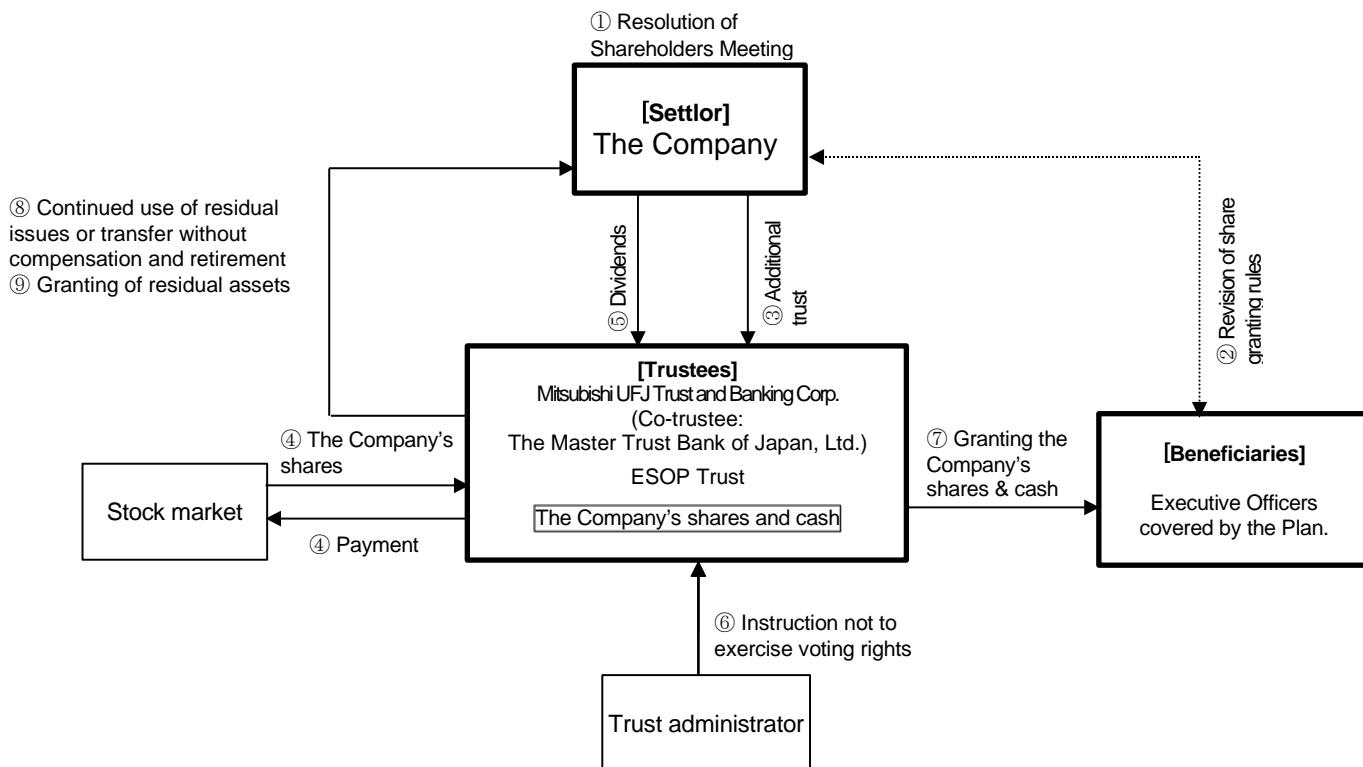 ① Resolution of
Shareholders Meeting
[Settlor]
The Company
⑧ Continued use of residual
issues or transfer without
compensation and retirement
⑨ Granting of residual assets
⑤ Dividends
③ Additional
trust
② Revision of share
granting rules
[Trustees]
Mitsubishi UFJ Trust and Banking Corp.
(Co-trustee:
The Master Trust Bank of Japan, Ltd.)
ESOP Trust
The Company’s shares and cash
④ The Company’s
shares
Stock market
④ Payment
⑦ Granting the
Company’s
shares & cash
[Beneficiaries]
Executive Officers
covered by the Plan.
⑥ Instruction not to
exercise voting rights
Trust administrator